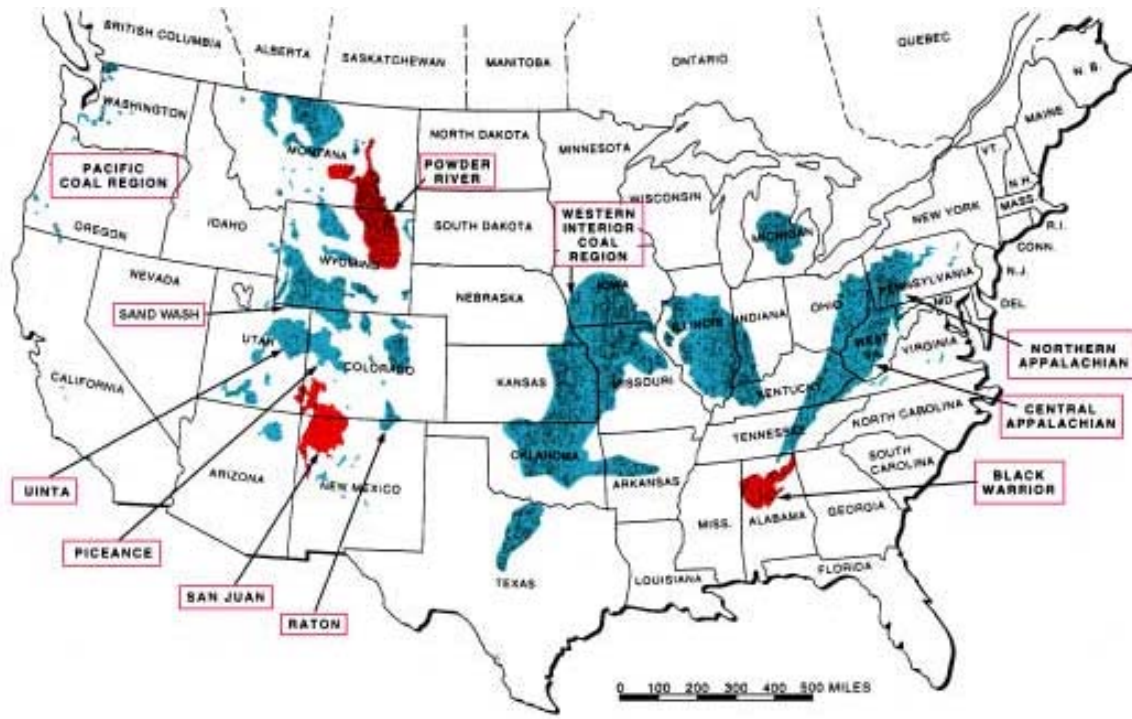 BRITISH COLUMBIA
ALBERTA
SASKATCHEWAN
MANITOBA
ONTARIO
QUEBEC
N. B.
MAINE
WASHINGTON
MONTANA
NORTH DAKOTA
MINNESOTA
VT.
N.H.
MASS.
R.I.
CONN.
PACIFIC
COAL REGION
POWDER
RIVER
WISCONSIN
NEW YORK
OREGON
IDAHO
SOUTH DAKOTA
WESTERN
INTERIOR
COAL
REGION
MICHIGAN
NEVADA
WYOMING
NEBRASKA
IOWA
PENNSYLVANIA
N.J.
SAND WASH
ILLINOIS
INDIANA
OHIO
MD.
DEL.
UTAH
COLORADO
WEST
VA.
VIRGINIA
NORTHERN
APPALACHIAN
CALIFORNIA
KANSAS
MISSOURI
KENTUCKY
CENTRAL
APPALACHIAN
NORTH CAROLINA
TENNESSEE
OKLAHOMA
ARKANSAS
SOUTH
CAROLINA
ARIZONA
NEW MEXICO
UINTA
BLACK
WARRIOR
MISS.
ALABAMA
GEORGIA
PICEANCE
TEXAS
LOUISIANA
FLORIDA
SAN JUAN
RATON
0 100 200 300 400 500 MILES